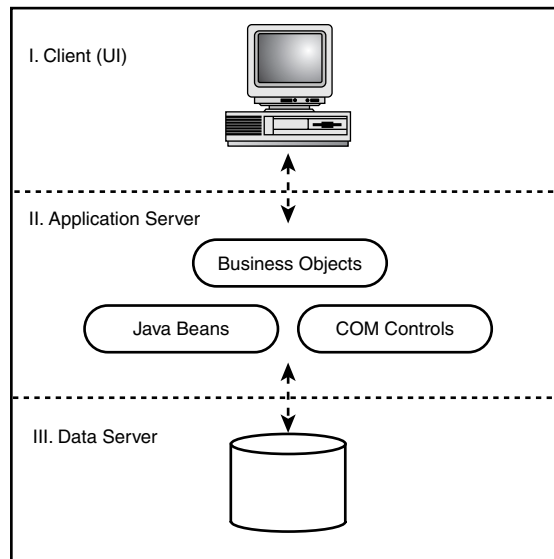 I. Client (UI)
II. Application Server
Business Objects
Java Beans
COM Controls
III. Data Server